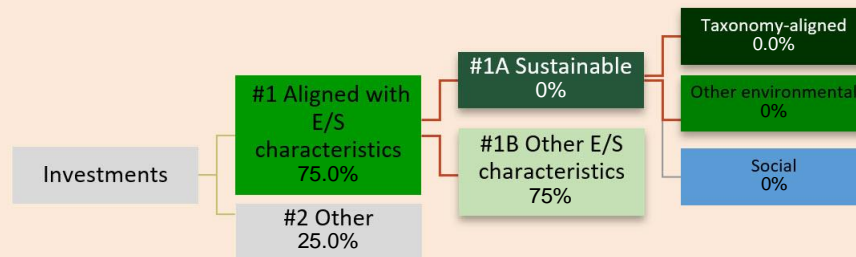 Investments
#1 Aligned with
E/S
characteristics
75.0%
#2 Other
25.0%
#1A Sustainable
0%
#1B Other E/S
characteristics
75%
Taxonomy-aligned
0.0%
Other environmental
0%
Social
0%